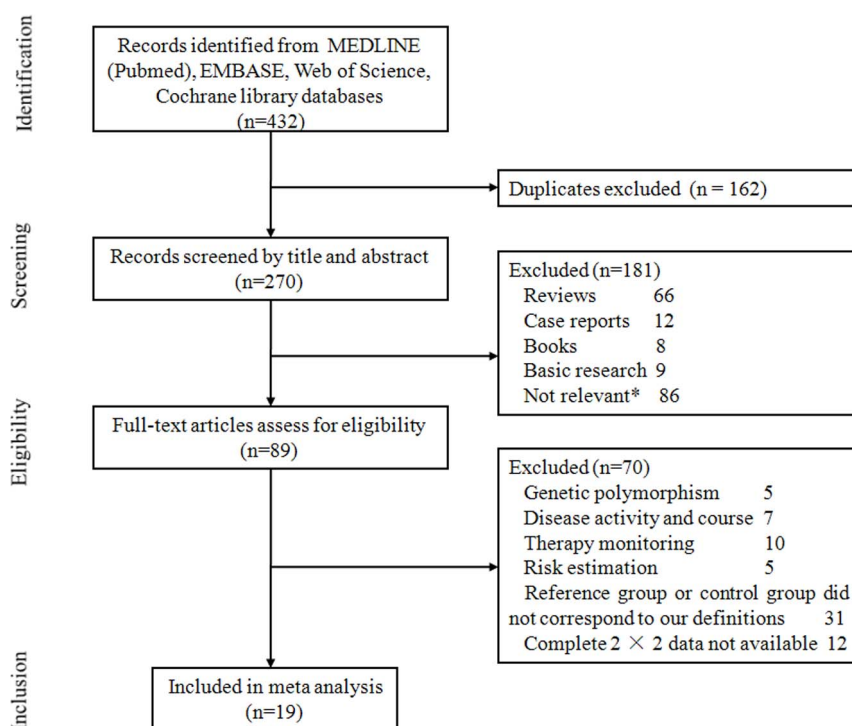 Identification
Records identified from MEDLINE
(Pubmed), EMBASE, Web of Science,
Cochrane library databases
(n=432)
Duplicates excluded (n = 162)
Screening
Records screened by title and abstract
(n=270)
Excluded (n=181)
Reviews 66
Case reports 12
Books 8
Basic research 9
Not relevant* 86
Eligibility
Full-text articles assess for eligibility
(n=89)
Excluded (n=70)
Genetic polymorphism 5
Disease activity and course 7
Therapy monitoring 10
Risk estimation 5
Reference group or control group did
not correspond to our definitions 31
Complete 2 × 2 data not available 12
Inclusion
Included in meta analysis
(n=19)